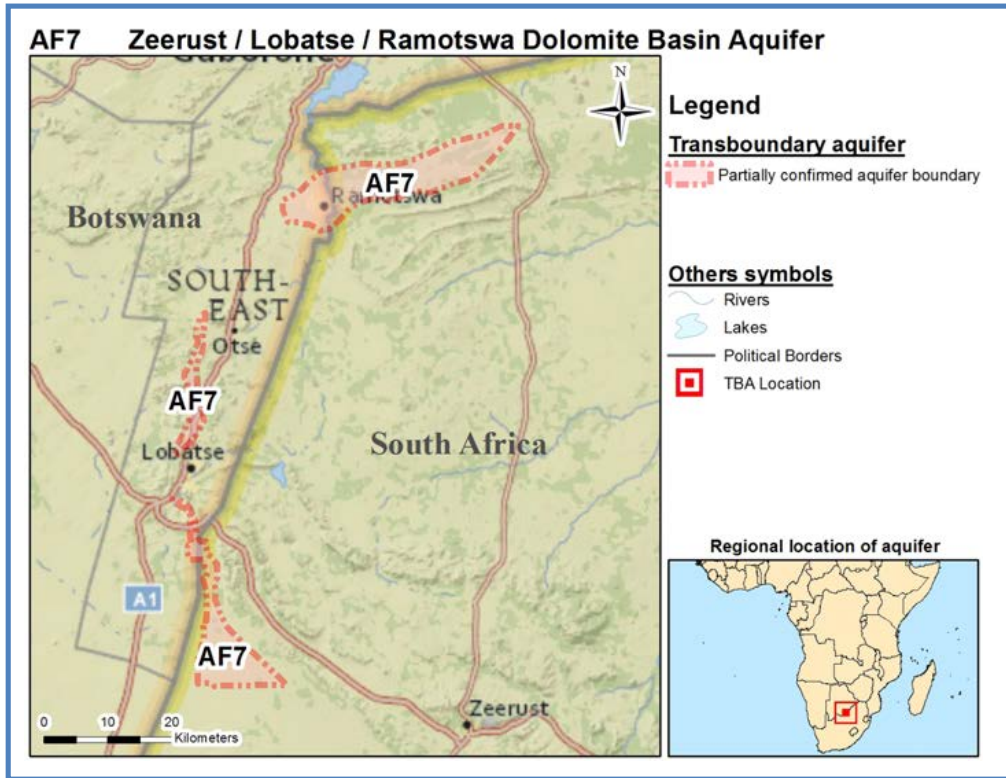 AF7 Zeerust / Lobatse / Ramotswa Dolomite Basin Aquifer
Gaborone
N
AF7
Ramotswa
Botswana
SOUTH-
EAST
Otse
AF7
South Africa
Lobatse
A1
AF7
Zeerust
0 10 20
Kilometers
Legend
Transboundary aquifer
Partially confirmed aquifer boundary
Others symbols
Rivers
Lakes
Political Borders
TBA Location
Regional location of aquifer